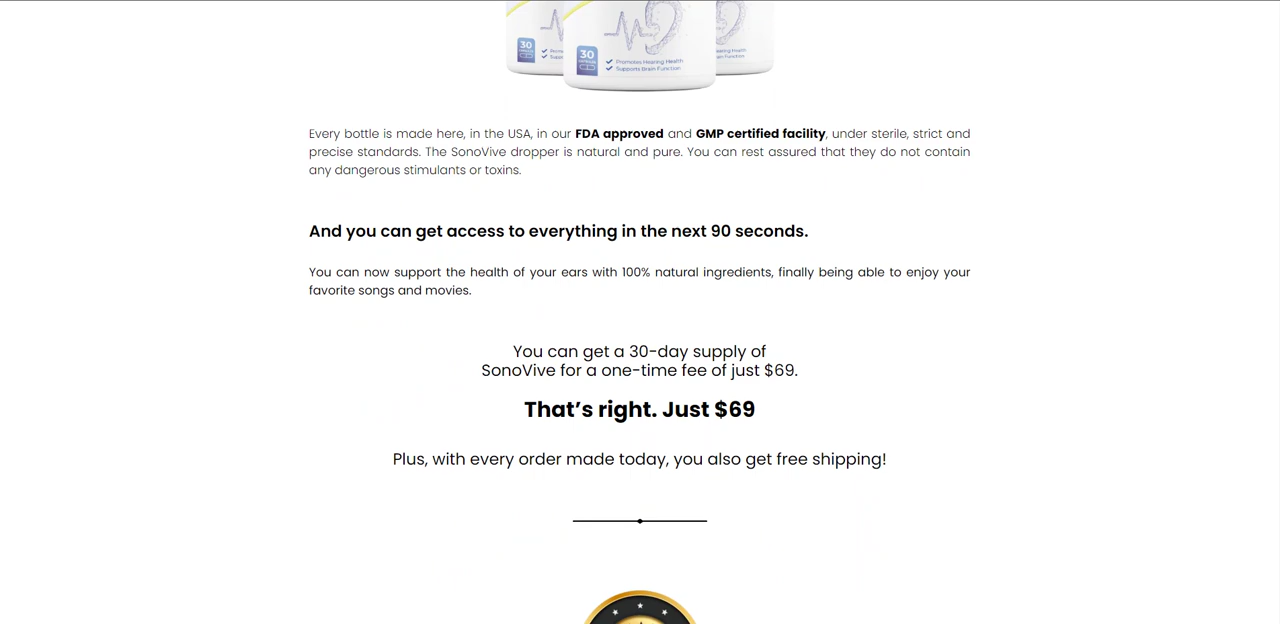 30
Promotes Hearing Health
Supports Brain Function
30
Every bottle is made here, in the USA, in our FDA approved and GMP certified facility, under sterile, strict and
precise standards. The SonoVive dropper is natural and pure. You can rest assured that they do not contain
any dangerous stimulants or toxins.
And you can get access to everything in the next 90 seconds.
You can now support the health of your ears with 100% natural ingredients, finally being able to enjoy your
favorite songs and movies.
You can get a 30-day supply of
SonoVive for a one-time fee of just $69.
That’s right. Just $69
Plus, with every order made today, you also get free shipping!